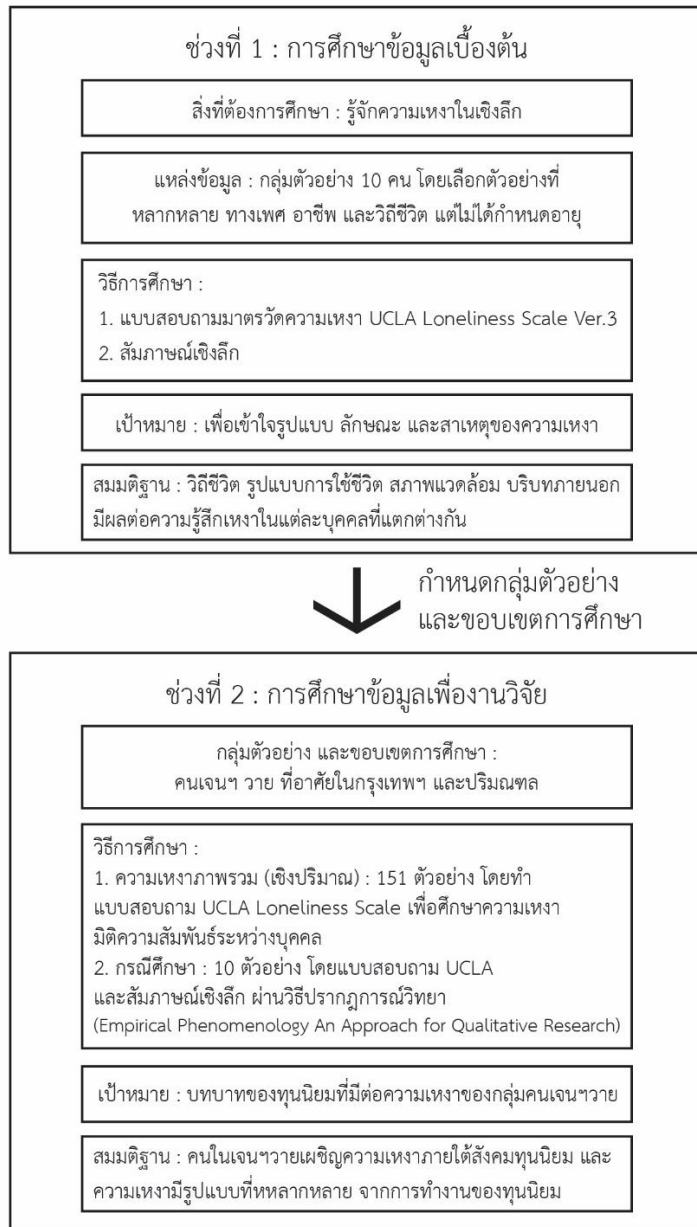 ช่วงที่ 1 : การศึกษาข้อมูลเบื้องต้น
สิ่งที่ต้องการศึกษา : รู้จักความเหงาในเชิงลึก
แหล่งข้อมูล : กลุ่มตัวอย่าง 10 คน โดยเลือกตัวอย่างที่
หลากหลาย ทางเพศ อาชีพ และวิถีชีวิต แต่ไม่ได้กำหนดอายุ
วิธีการศึกษา :
1. แบบสอบถามมาตรวัดความเหงา UCLA Loneliness Scale Ver.3
2. สัมภาษณ์เชิงลึก
เป้าหมาย : เพื่อเข้าใจรูปแบบ ลักษณะ และสาเหตุของความเหงา
สมมติฐาน : วิถีชีวิต รูปแบบการใช้ชีวิต สภาพแวดล้อม บริบทภายนอก
มีผลต่อความรู้สึกเหงาในแต่ละบุคคลที่แตกต่างกัน
กำหนดกลุ่มตัวอย่าง
และขอบเขตการศึกษา
ช่วงที่ 2 : การศึกษาข้อมูลเพื่องานวิจัย
กลุ่มตัวอย่าง และขอบเขตการศึกษา :
คนเจนฯ วาย ที่อาศัยในกรุงเทพฯ และปริมณฑล
วิธีการศึกษา :
1. ความเหงาภาพรวม (เชิงปริมาณ) : 151 ตัวอย่าง โดยทำ
แบบสอบถาม UCLA Loneliness Scale เพื่อศึกษาความเหงา
มิติความสัมพันธ์ระหว่างบุคคล
2. กรณีศึกษา : 10 ตัวอย่าง โดยแบบสอบถาม UCLA
และสัมภาษณ์เชิงลึก ผ่านวิธีปรากฏการณ์วิทยา
(Empirical Phenomenology An Approach for Qualitative Research)
เป้าหมาย : บทบาทของทุนนิยมที่มีต่อความเหงาของกลุ่มคนเจนฯวาย
สมมติฐาน : คนในเจนฯวายเผชิญความเหงาภายใต้สังคมทุนนิยม และ
ความเหงามีรูปแบบที่หหลากหลาย จากการทำงานของทุนนิยม